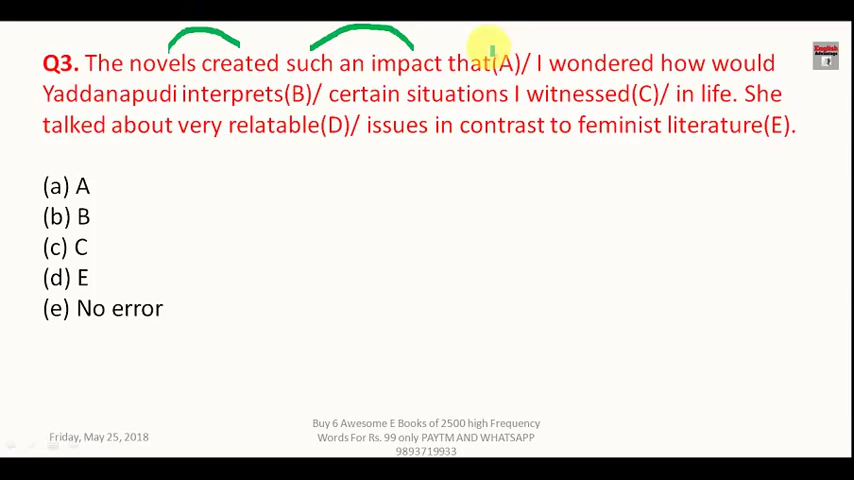 Q3. The novels created such an impact that(A)/ I wondered how would
Yaddanapudi interprets(B)/ certain situations I witnessed(C)/ in life. She
talked about very relatable(D)/ issues in contrast to feminist literature(E).
(a) A
(b) B
(c) C
(d) E
(e) No error
Friday, May 25, 2018
Buy 6 Awesome E Books of 2500 high Frequency
Words For Rs. 99 only PAYTM AND WHATSAPP
9893719933
English
Advantage